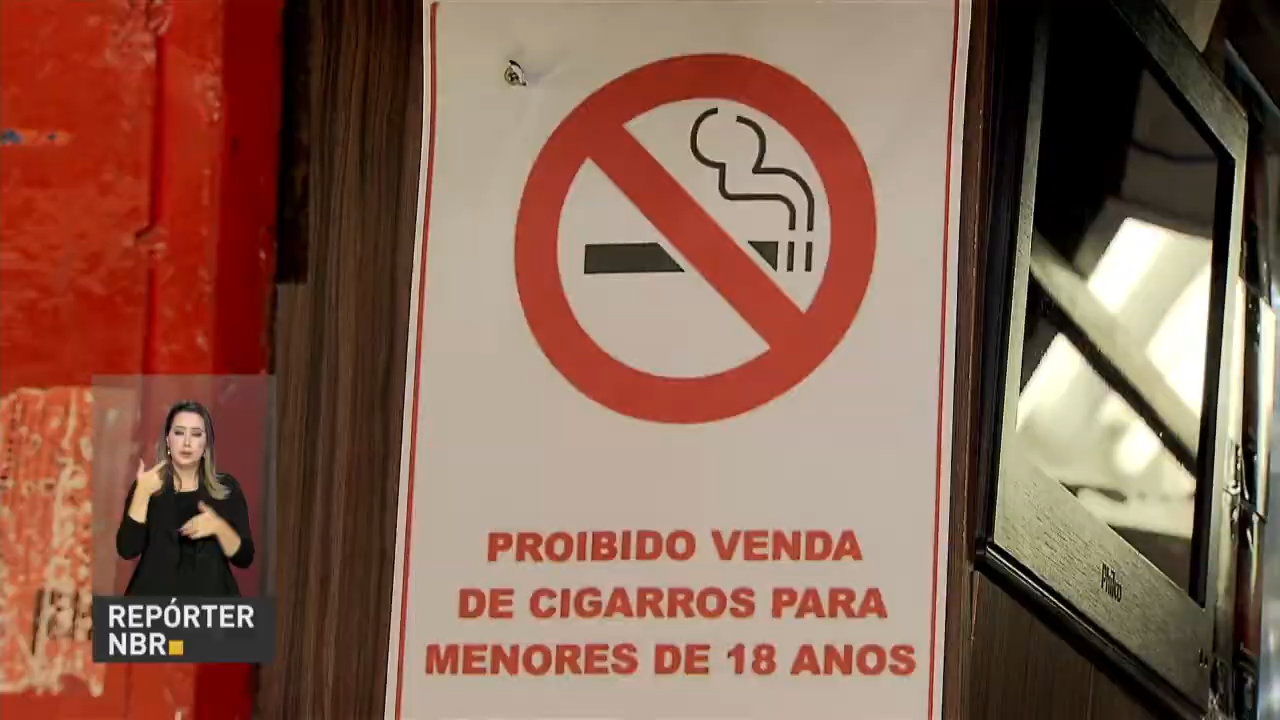 PROIBIDO VENDA
DE CIGARROS PARA
MENORES DE 18 ANOS
Philco
REPÓRTER
NBR